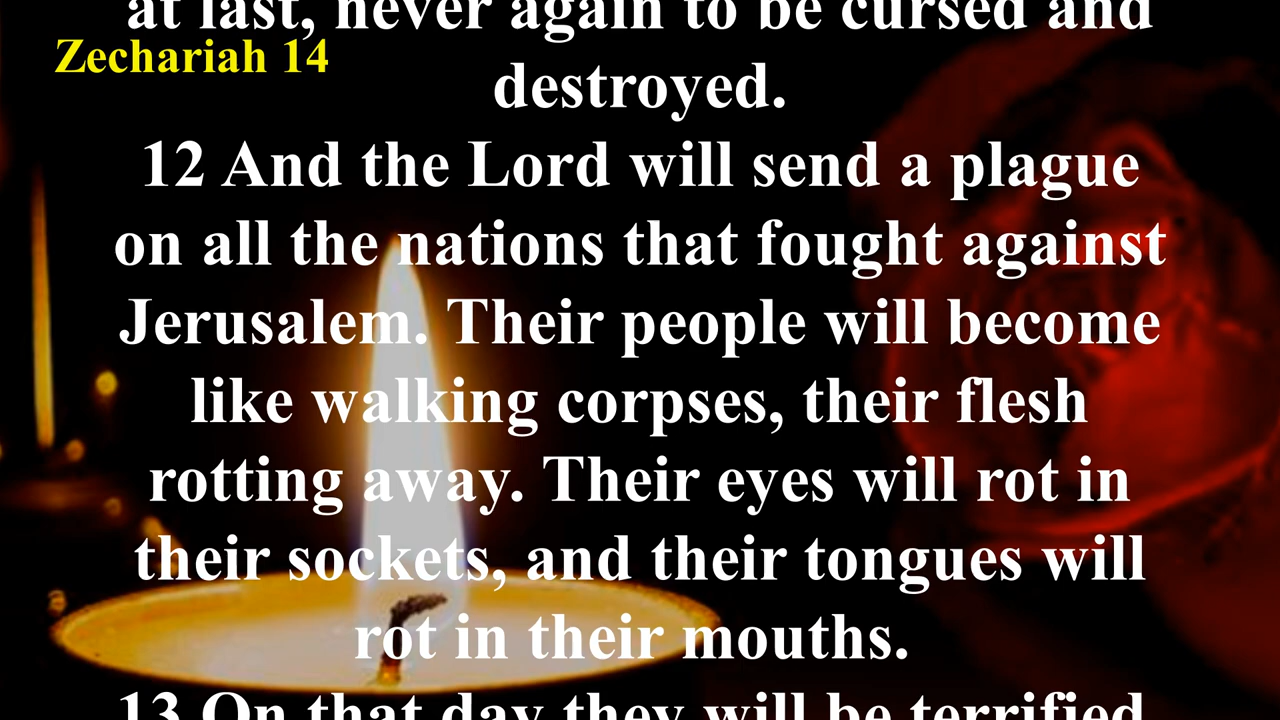 at last, never again to be cursed and
Zechariah 14
destroyed.
12 And the Lord will send a plague
on all the nations that fought against
Jerusalem. Their people will become
like walking corpses, their flesh
rotting away. Their eyes will rot in
their sockets, and their tongues will
rot in their mouths.
13 On that day they will be terrified,